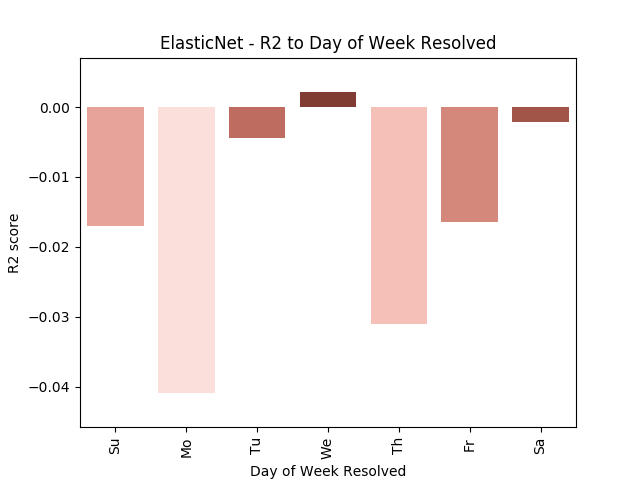 ElasticNet - R2 to Day of Week Resolved
0.00
−0.01
−0.02
−0.03
−0.04
R2 score
Su Mo Tu We Th Fr Sa
Day of Week Resolved